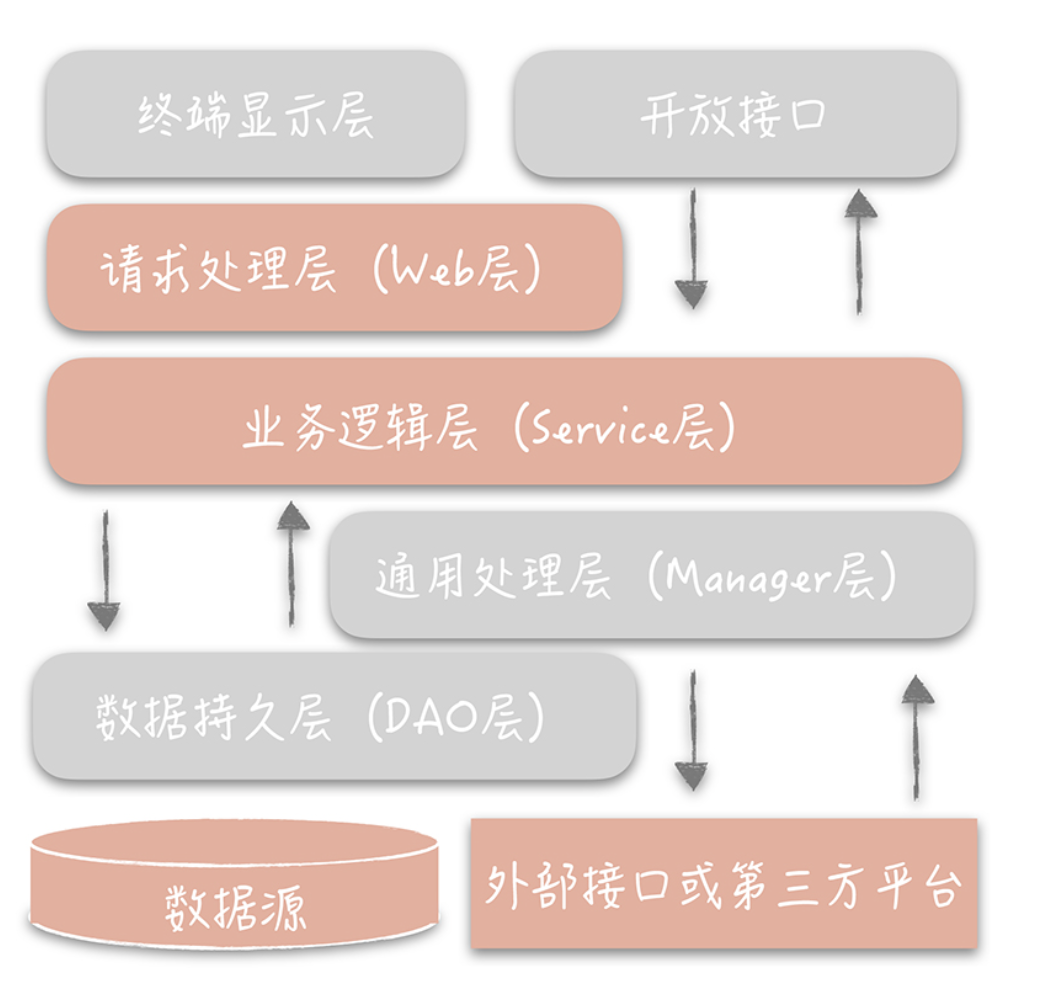 终端显示层
开放接口
请求处理层（Web层）
业务逻辑层（Service层）
通用处理层（Manager层）
数据持久层（DAO层）
数据源
外部接口或第三方平台